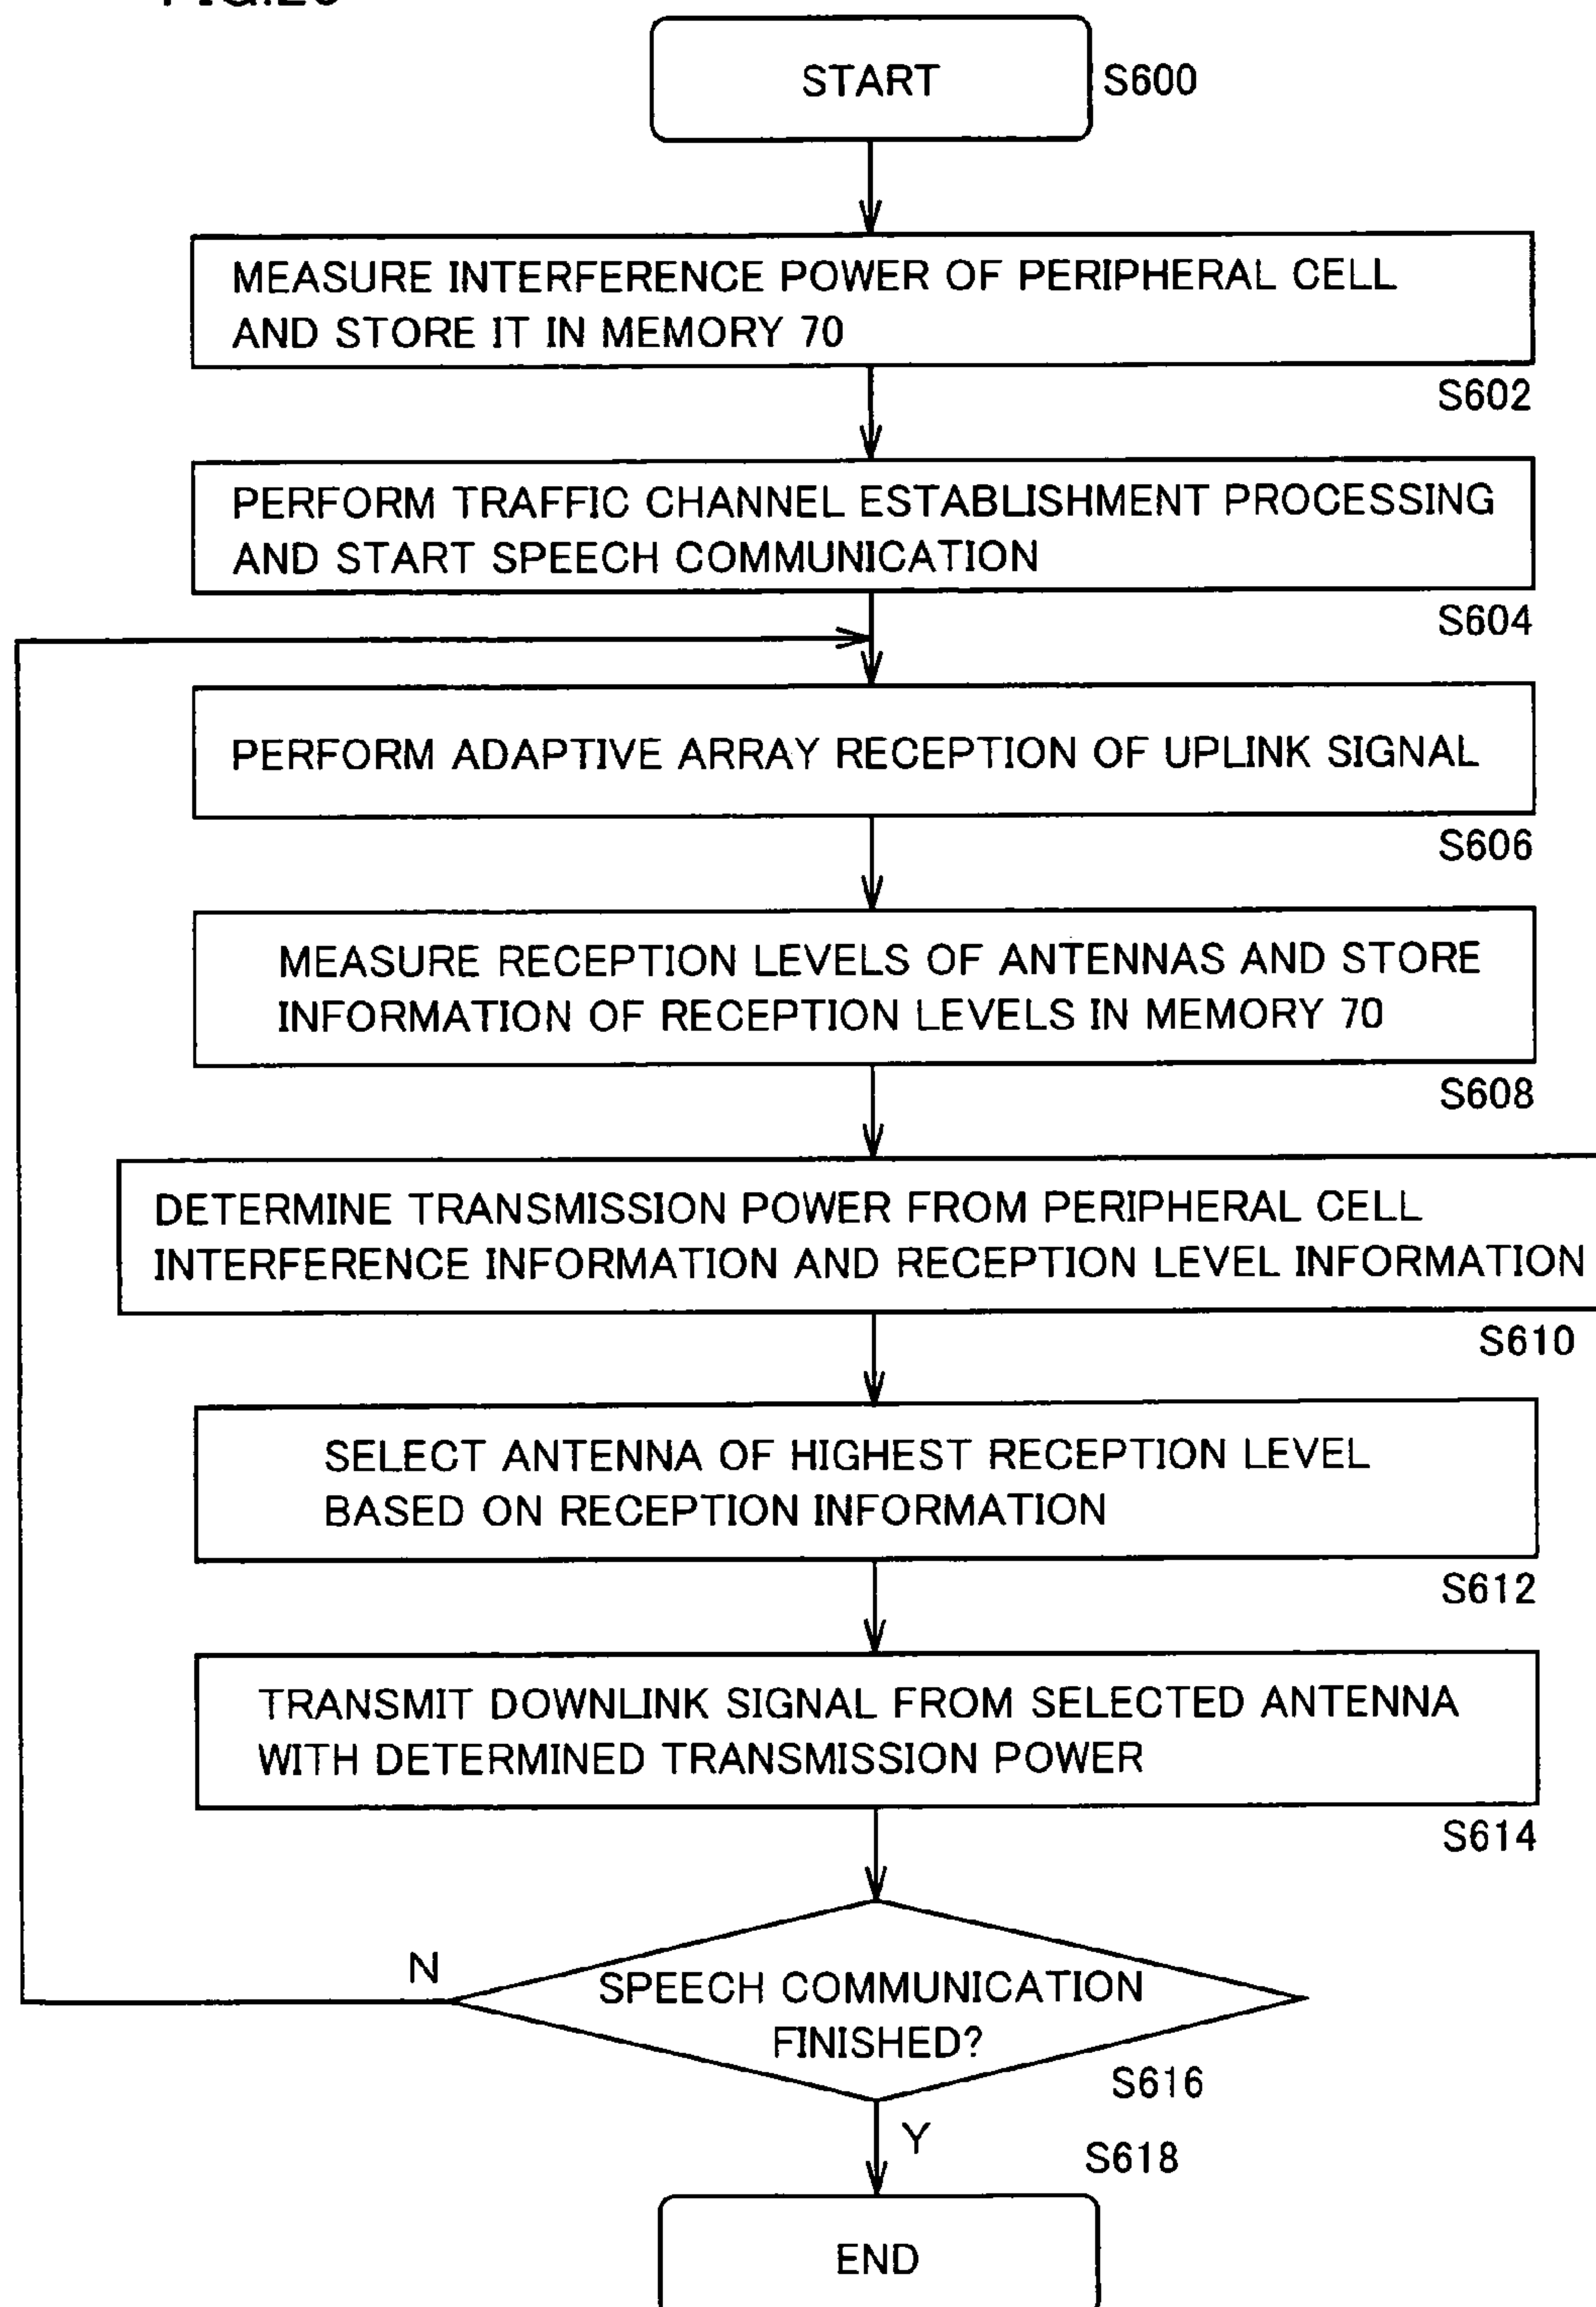 START
S600
MEASURE INTERFERENCE POWER OF PERIPHERAL CELL
AND STORE IT IN MEMORY 70
S602
PERFORM TRAFFIC CHANNEL ESTABLISHMENT PROCESSING
AND START SPEECH COMMUNICATION
S604
PERFORM ADAPTIVE ARRAY RECEPTION OF UPLINK SIGNAL
S606
MEASURE RECEPTION LEVELS OF ANTENNAS AND STORE
INFORMATION OF RECEPTION LEVELS IN MEMORY 70
S608
DETERMINE TRANSMISSION POWER FROM PERIPHERAL CELL
INTERFERENCE INFORMATION AND RECEPTION LEVEL INFORMATION
S610
SELECT ANTENNA OF HIGHEST RECEPTION LEVEL
BASED ON RECEPTION INFORMATION
S612
TRANSMIT DOWNLINK SIGNAL FROM SELECTED ANTENNA
WITH DETERMINED TRANSMISSION POWER
S614
N
SPEECH COMMUNICATION
FINISHED?
S616
Y
S618
END